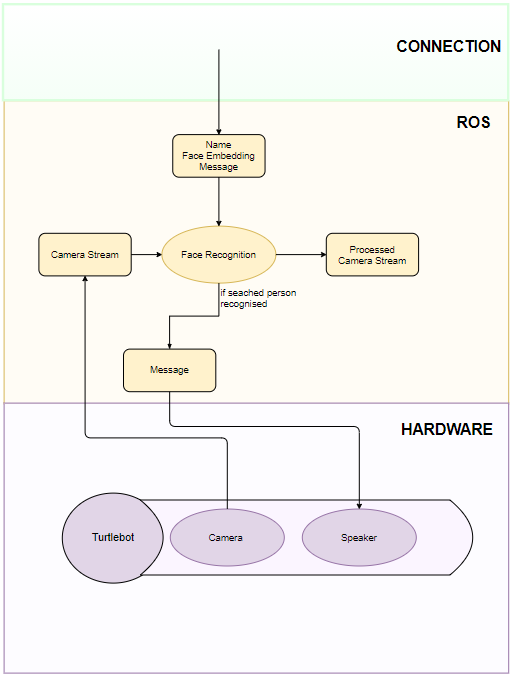 CONNECTION
ROS
Name
Face Embedding
Message
Camera Stream
Face Recognition
Processed
Camera Stream
if seached person
recognised
Message
HARDWARE
Turtlebot
Camera
Speaker